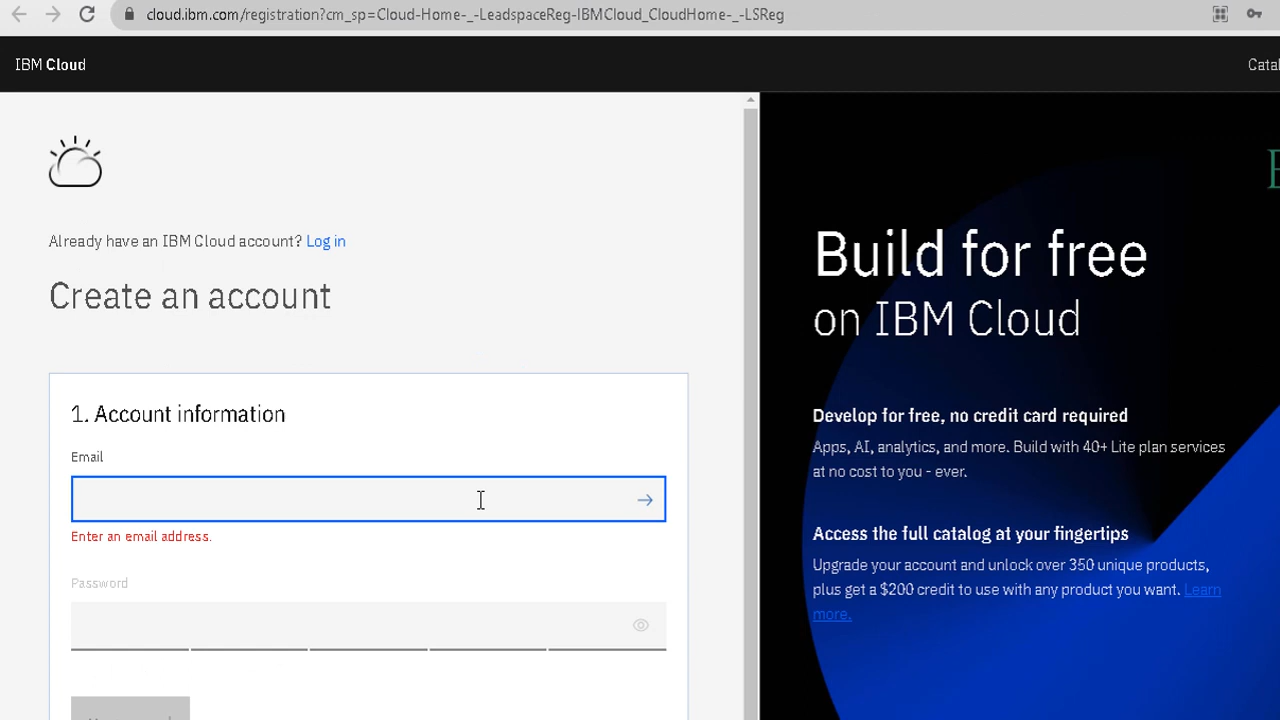 cloud.ibm.com/registration?cm_sp=Cloud-Home-_-LeadspaceReg-IBMCloud_CloudHome-_-LSReg
IBM Cloud
Already have an IBM Cloud account? Log in
Create an account
1. Account information
Email
Enter an email address.
Password
Build for free
on IBM Cloud
Develop for free, no credit card required
Apps, AI, analytics, and more. Build with 40+ Lite plan services
at no cost to you - ever.
Access the full catalog at your fingertips
Upgrade your account and unlock over 350 unique products,
plus get a $200 credit to use with any product you want. Learn
more.